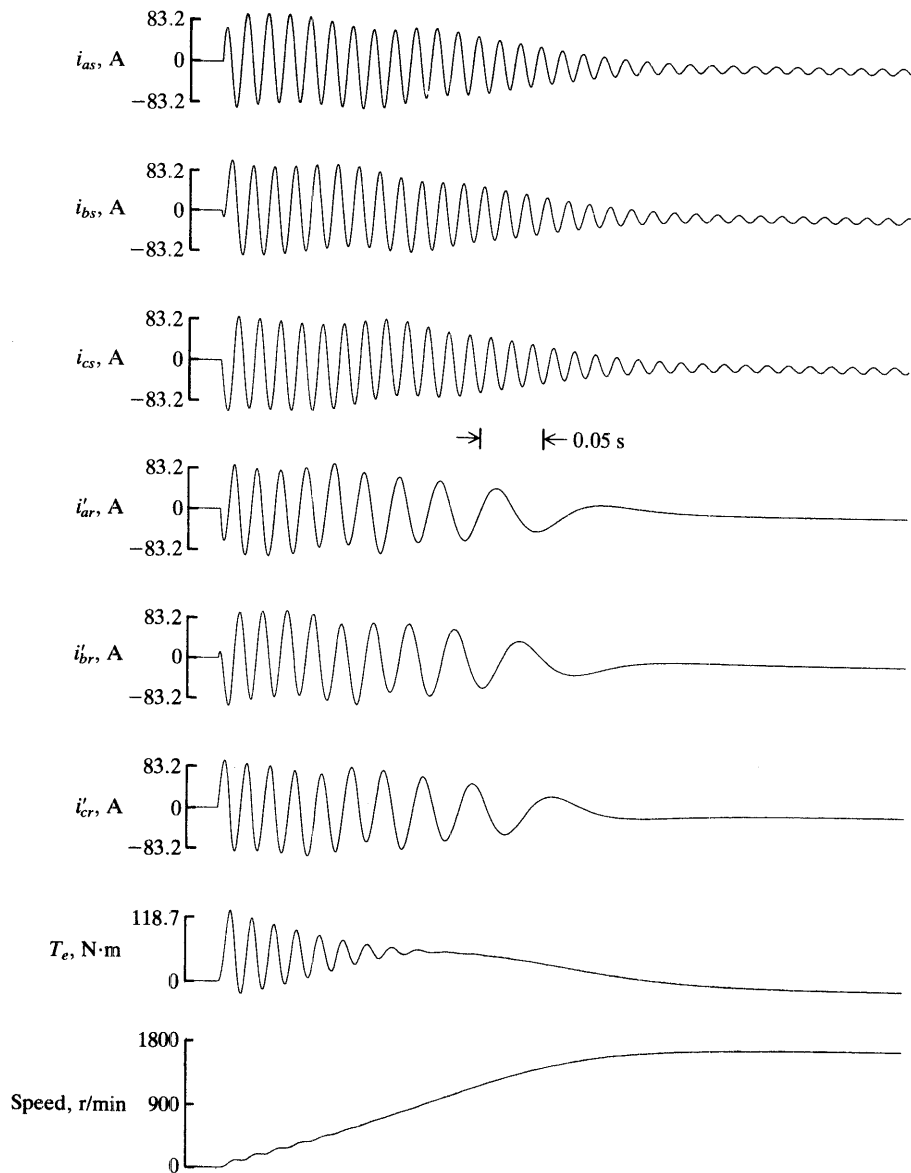 83.2
i_as, A
0
−83.2
83.2
i_bs, A
0
−83.2
83.2
i_cs, A
0
−83.2
0.05 s
83.2
i'_ar, A
0
−83.2
83.2
i'_br, A
0
−83.2
83.2
i'_cr, A
0
−83.2
118.7
T_e, N·m
0
1800
Speed, r/min
900
0